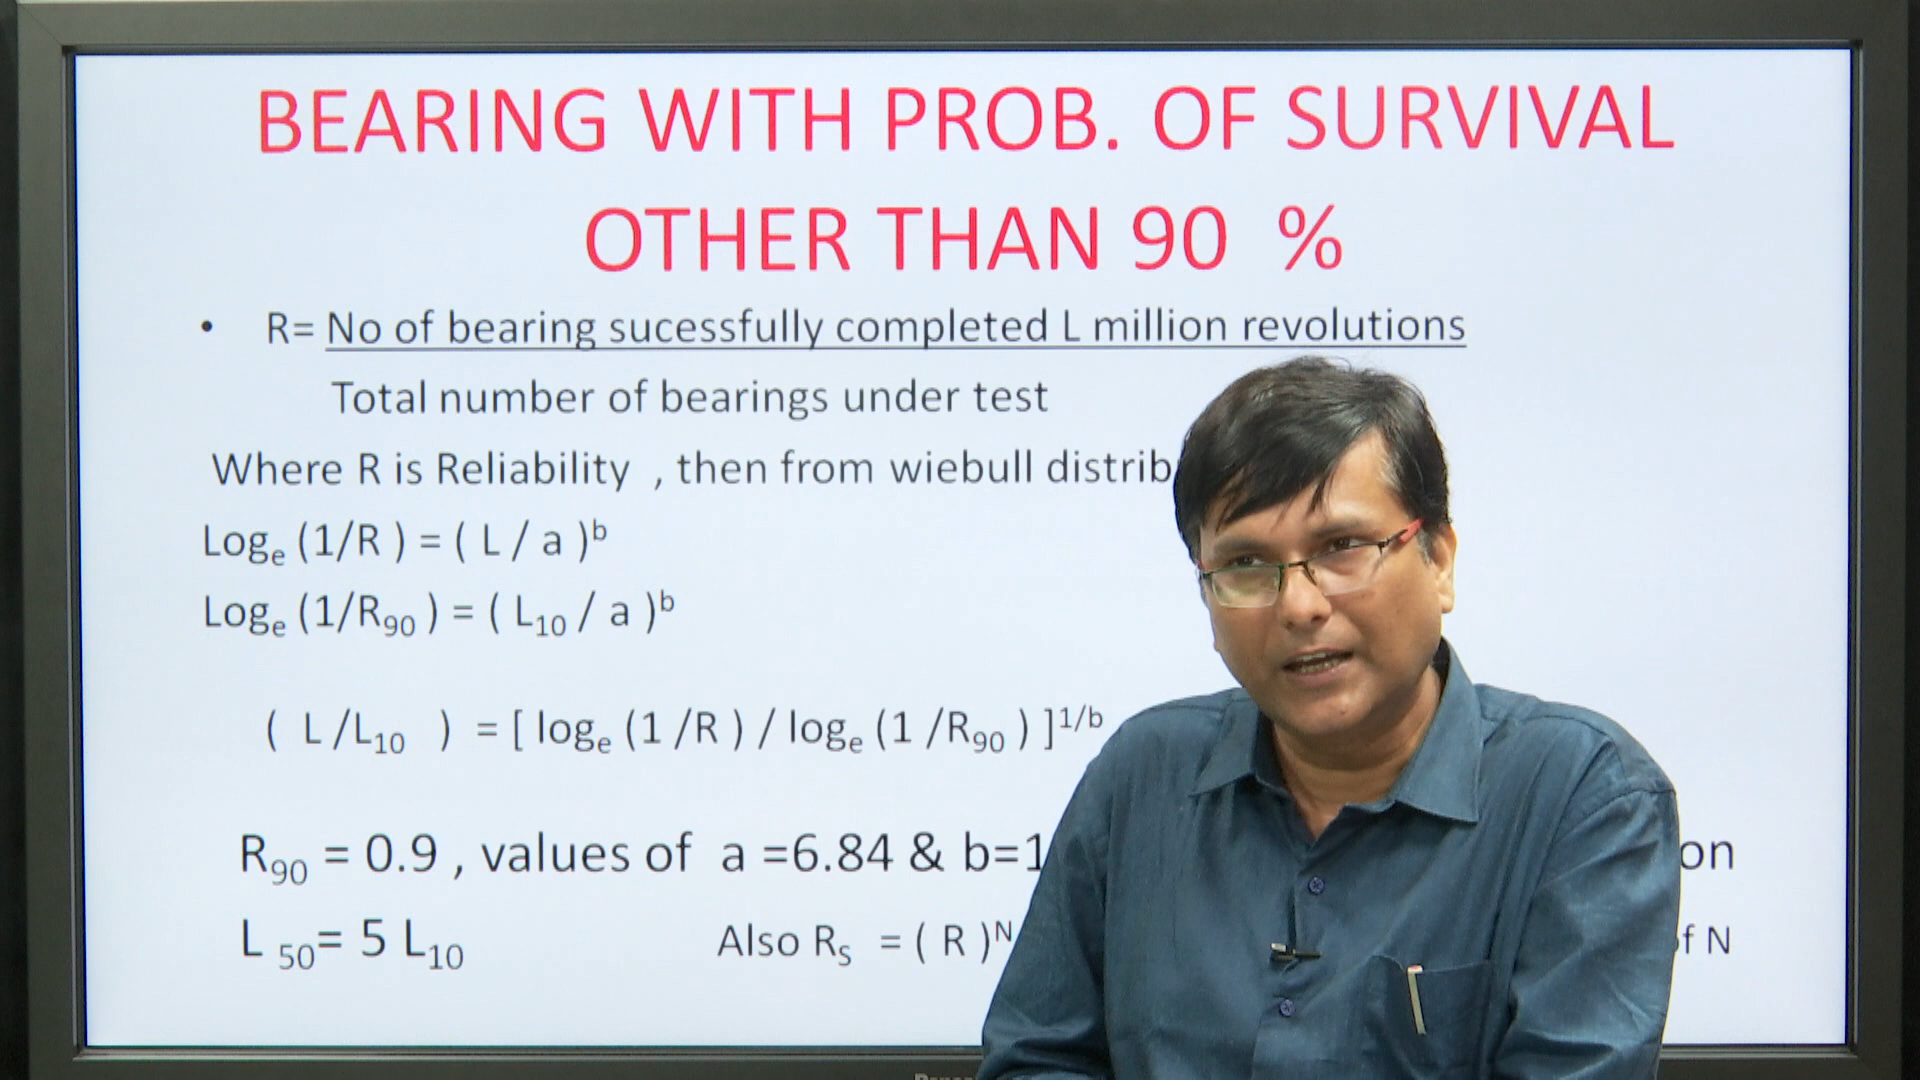 BEARING WITH PROB. OF SURVIVAL
OTHER THAN 90 %
• R= No of bearing sucessfully completed L million revolutions
Total number of bearings under test
Where R is Reliability , then from wiebull distrib
Logₑ (1/R ) = ( L / a )ᵇ
Logₑ (1/R₉₀ ) = ( L₁₀ / a )ᵇ
( L /L₁₀ ) = [ logₑ (1 /R ) / logₑ (1 /R₉₀ ) ]¹/ᵇ
R₉₀ = 0.9 , values of a =6.84 & b=1 on
L ₅₀= 5 L₁₀ Also Rₛ = ( R )ᴺ f N